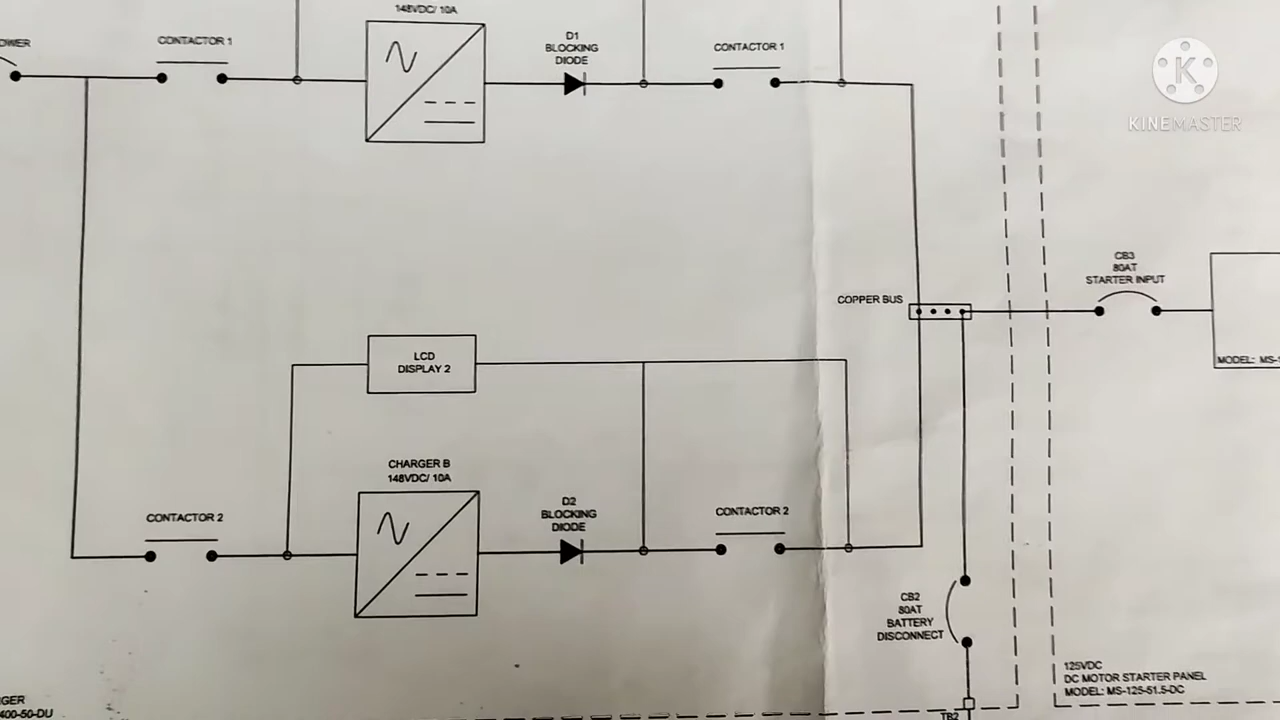 148VDC/ 10A
OWER
CONTACTOR 1
D1
BLOCKING
DIODE
CONTACTOR 1
K
KINEMASTER
CB3
80AT
STARTER INPUT
COPPER BUS
LCD
DISPLAY 2
MODEL: MS-1
CHARGER B
148VDC/ 10A
CONTACTOR 2
D2
BLOCKING
DIODE
CONTACTOR 2
CB2
80AT
BATTERY
DISCONNECT
125VDC
DC MOTOR STARTER PANEL
MODEL: MS-125-51.5-DC
GER
400-50-DU
TB2